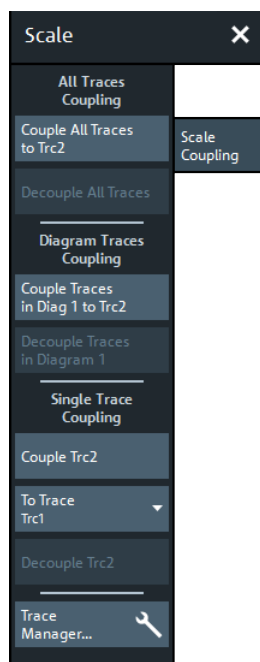 Scale
All Traces
Coupling
Couple All Traces
to Trc2
Scale
Coupling
Decouple All Traces
Diagram Traces
Coupling
Couple Traces
in Diag 1 to Trc2
Decouple Traces
in Diagram 1
Single Trace
Coupling
Couple Trc2
To Trace
Trc1
Decouple Trc2
Trace
Manager...